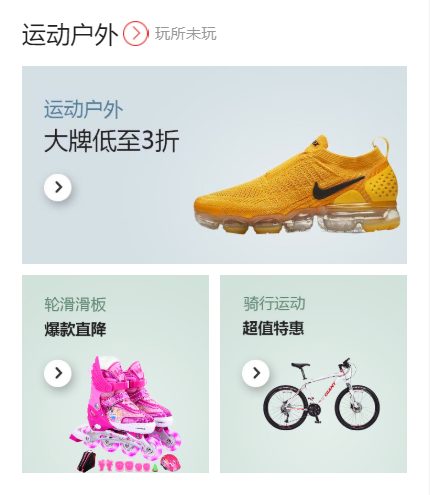 运动户外
玩所未玩
运动户外
大牌低至3折
轮滑滑板
爆款直降
骑行运动
超值特惠